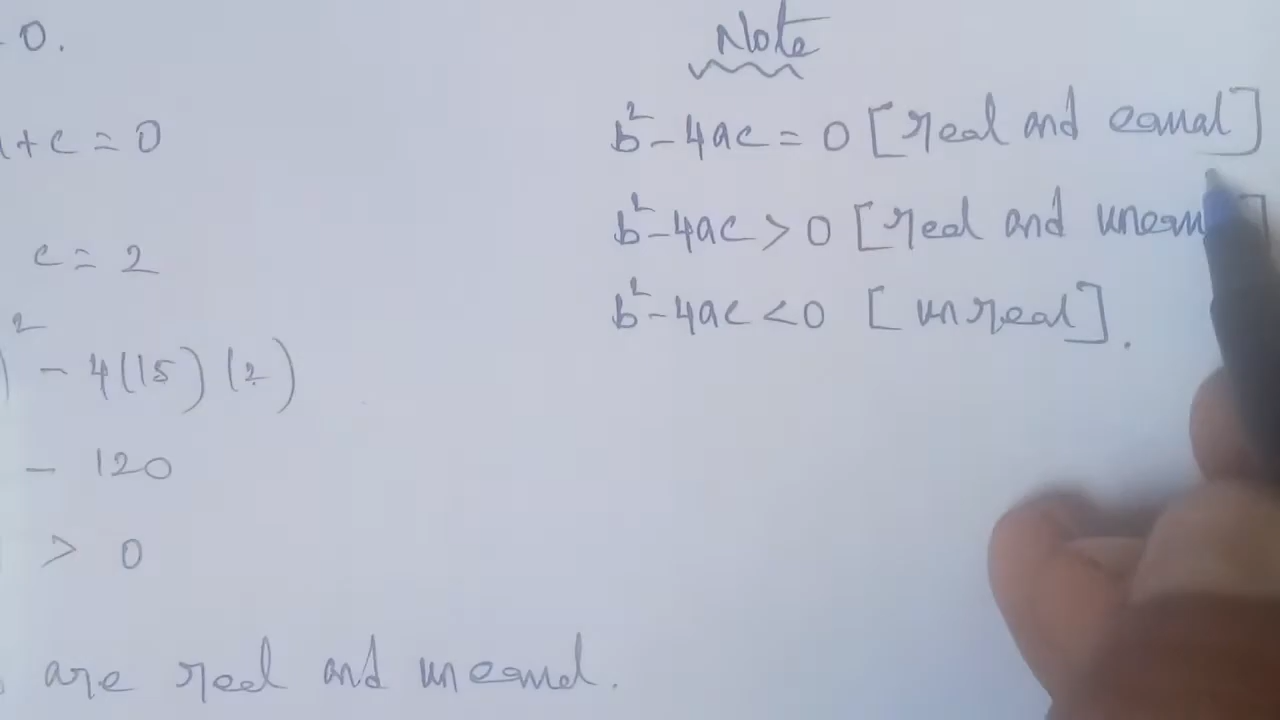 - 0.
+ c = 0
c = 2
)² - 4(15)(2)
- 120
> 0
are real and unequal.
Note
b² - 4ac = 0 [real and equal]
b² - 4ac > 0 [real and ]
b² - 4ac < 0 [unreal].